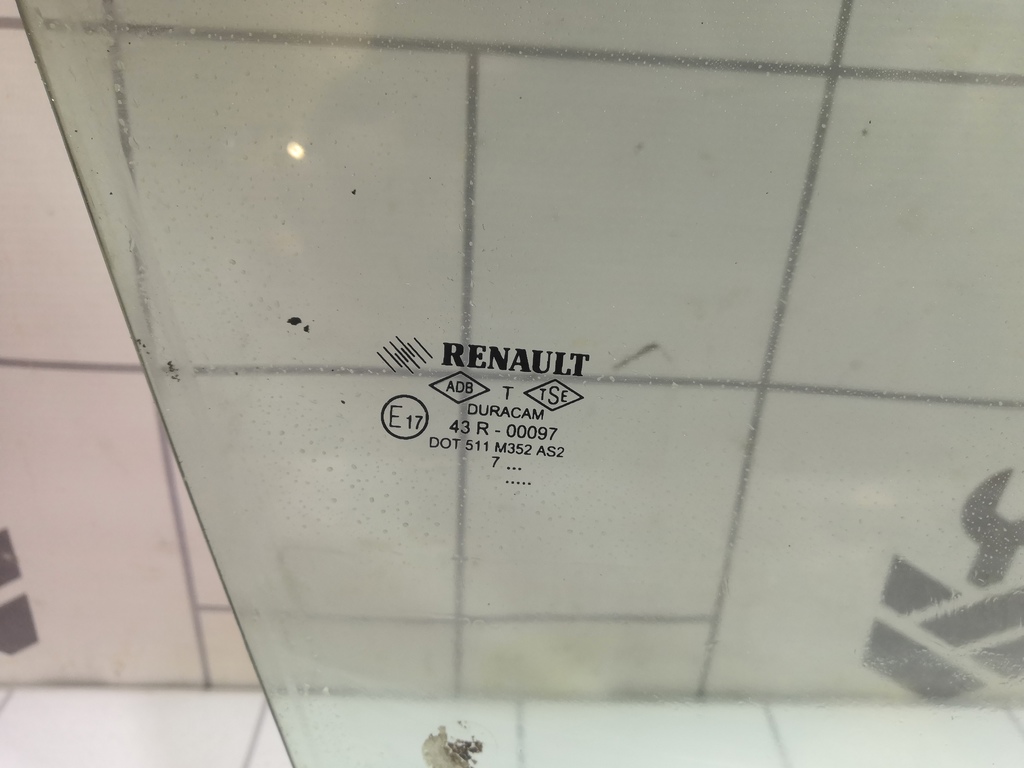 RENAULT
ADB T TSE
DURACAM
E17
43 R - 00097
DOT 511 M352 AS2
7 ...
.....